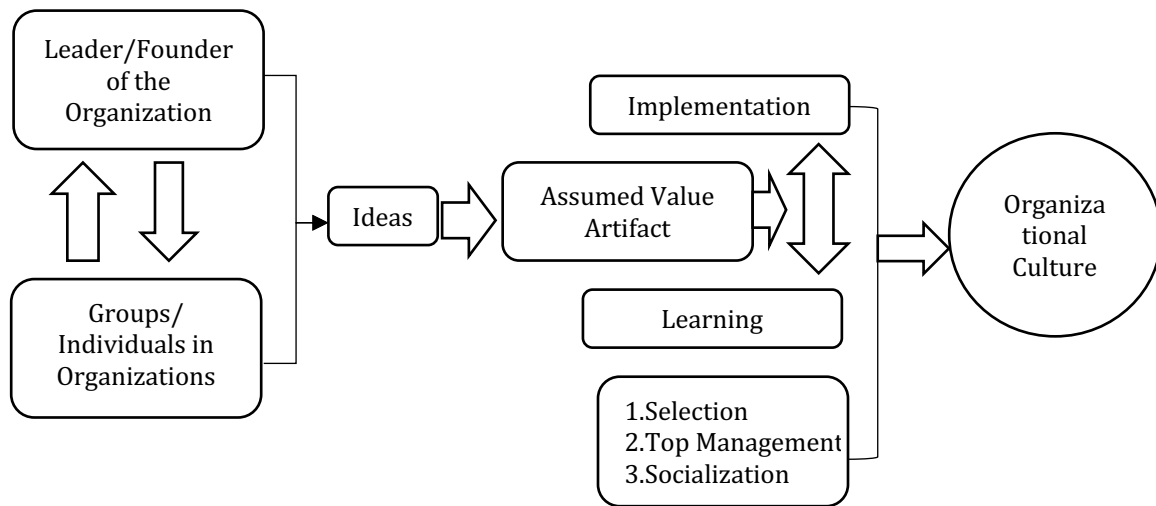 Leader/Founder
of the
Organization
Groups/
Individuals in
Organizations
Ideas
Assumed Value
Artifact
Implementation
Learning
1.Selection
2.Top Management
3.Socialization
Organiza
tional
Culture